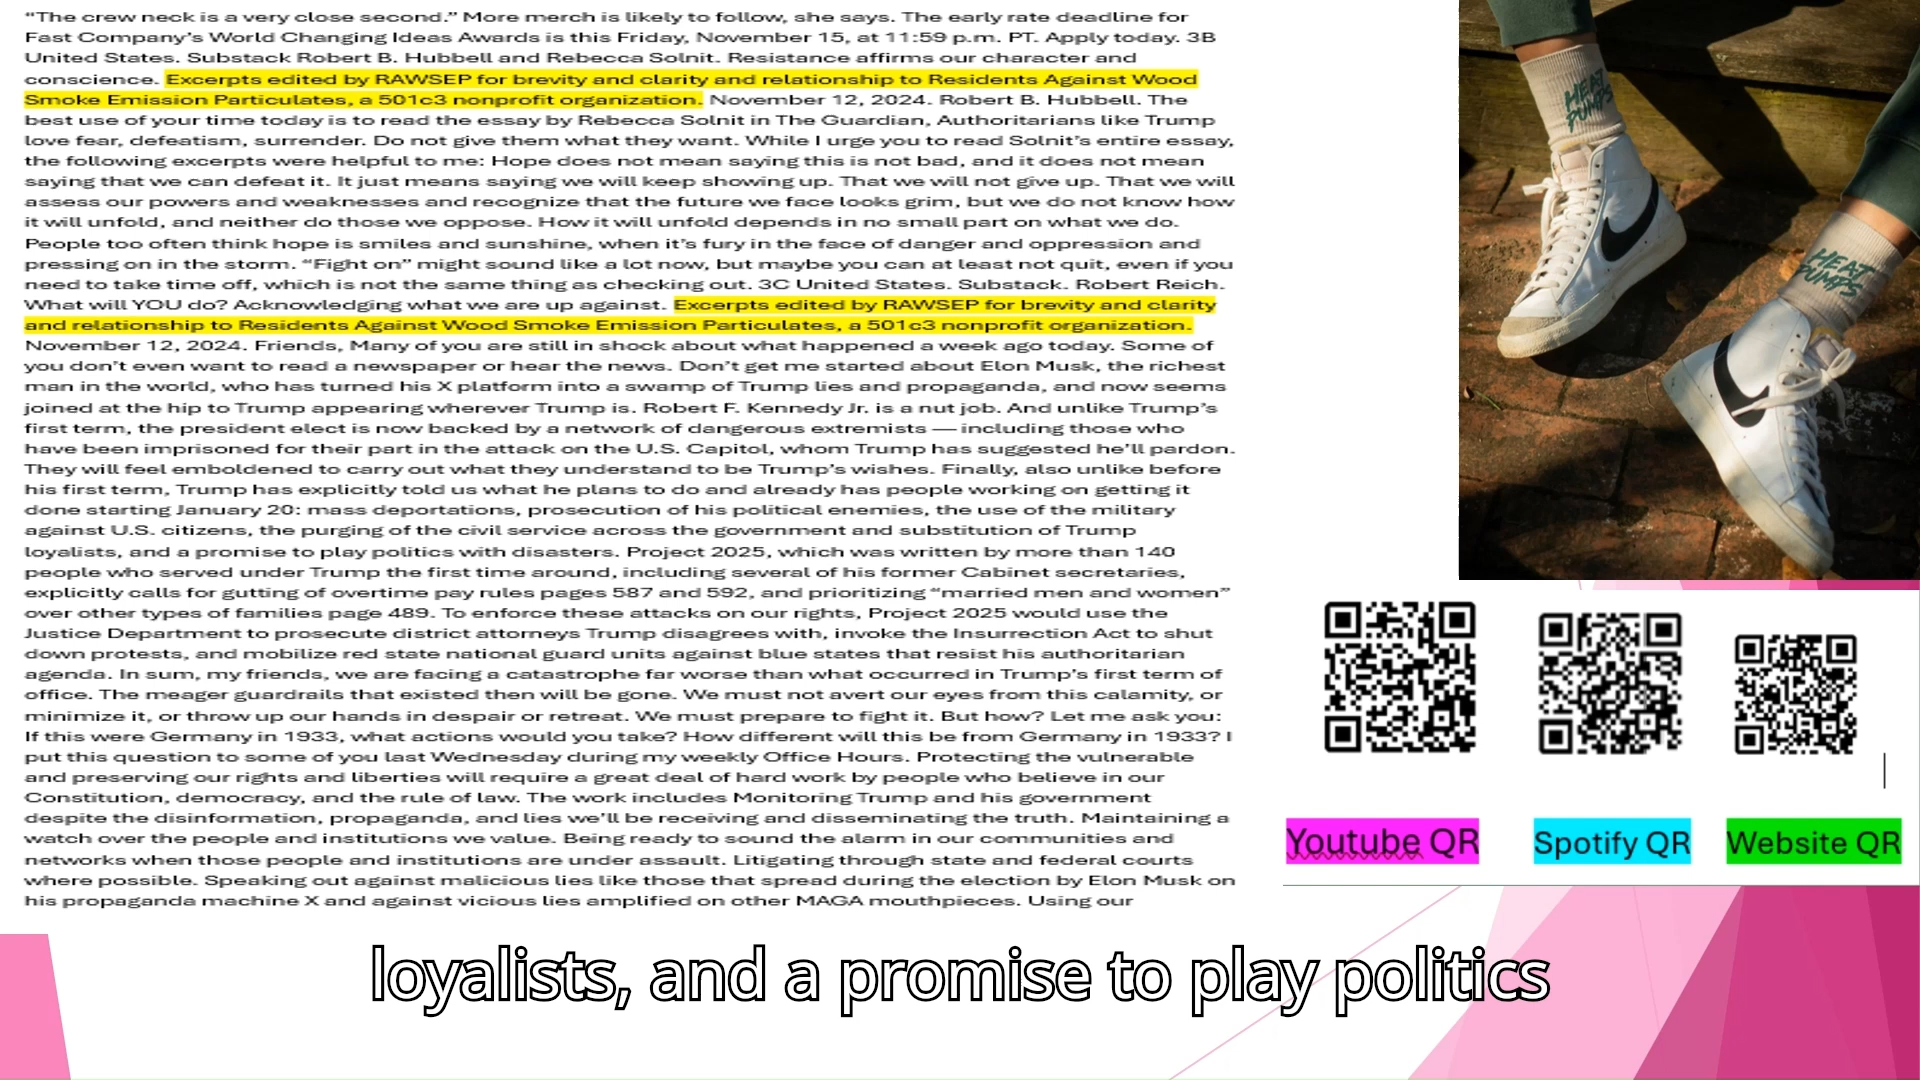 “The crew neck is a very close second.” More merch is likely to follow, she says. The early rate deadline for
Fast Company’s World Changing Ideas Awards is this Friday, November 15, at 11:59 p.m. PT. Apply today. 3B
United States. Substack Robert B. Hubbell and Rebecca Solnit. Resistance affirms our character and
conscience. Excerpts edited by RAWSEP for brevity and clarity and relationship to Residents Against Wood
Smoke Emission Particulates, a 501c3 nonprofit organization. November 12, 2024. Robert B. Hubbell. The
best use of your time today is to read the essay by Rebecca Solnit in The Guardian, Authoritarians like Trump
love fear, defeatism, surrender. Do not give them what they want. While I urge you to read Solnit’s entire essay,
the following excerpts were helpful to me: Hope does not mean saying this is not bad, and it does not mean
saying that we can defeat it. It just means saying we will keep showing up. That we will not give up. That we will
assess our powers and weaknesses and recognize that the future we face looks grim, but we do not know how
it will unfold, and neither do those we oppose. How it will unfold depends in no small part on what we do.
People too often think hope is smiles and sunshine, when it’s fury in the face of danger and oppression and
pressing on in the storm. “Fight on” might sound like a lot now, but maybe you can at least not quit, even if you
need to take time off, which is not the same thing as checking out. 3C United States. Substack. Robert Reich.
What will YOU do? Acknowledging what we are up against. Excerpts edited by RAWSEP for brevity and clarity
and relationship to Residents Against Wood Smoke Emission Particulates, a 501c3 nonprofit organization.
November 12, 2024. Friends, Many of you are still in shock about what happened a week ago today. Some of
you don’t even want to read a newspaper or hear the news. Don’t get me started about Elon Musk, the richest
man in the world, who has turned his X platform into a swamp of Trump lies and propaganda, and now seems
joined at the hip to Trump appearing wherever Trump is. Robert F. Kennedy Jr. is a nut job. And unlike Trump’s
first term, the president elect is now backed by a network of dangerous extremists — including those who
have been imprisoned for their part in the attack on the U.S. Capitol, whom Trump has suggested he’ll pardon.
They will feel emboldened to carry out what they understand to be Trump’s wishes. Finally, also unlike before
his first term, Trump has explicitly told us what he plans to do and already has people working on getting it
done starting January 20: mass deportations, prosecution of his political enemies, the use of the military
against U.S. citizens, the purging of the civil service across the government and substitution of Trump
loyalists, and a promise to play politics with disasters. Project 2025, which was written by more than 140
people who served under Trump the first time around, including several of his former Cabinet secretaries,
explicitly calls for gutting of overtime pay rules pages 587 and 592, and prioritizing “married men and women”
over other types of families page 489. To enforce these attacks on our rights, Project 2025 would use the
Justice Department to prosecute district attorneys Trump disagrees with, invoke the Insurrection Act to shut
down protests, and mobilize red state national guard units against blue states that resist his authoritarian
agenda. In sum, my friends, we are facing a catastrophe far worse than what occurred in Trump’s first term of
office. The meager guardrails that existed then will be gone. We must not avert our eyes from this calamity, or
minimize it, or throw up our hands in despair or retreat. We must prepare to fight it. But how? Let me ask you:
If this were Germany in 1933, what actions would you take? How different will this be from Germany in 1933? I
put this question to some of you last Wednesday during my weekly Office Hours. Protecting the vulnerable
and preserving our rights and liberties will require a great deal of hard work by people who believe in our
Constitution, democracy, and the rule of law. The work includes Monitoring Trump and his government
despite the disinformation, propaganda, and lies we’ll be receiving and disseminating the truth. Maintaining a
watch over the people and institutions we value. Being ready to sound the alarm in our communities and
networks when those people and institutions are under assault. Litigating through state and federal courts
where possible. Speaking out against malicious lies like those that spread during the election by Elon Musk on
his propaganda machine X and against vicious lies amplified on other MAGA mouthpieces. Using our
HEAT
PUMPS
HEAT
PUMPS
Youtube QR
Spotify QR
Website QR
loyalists, and a promise to play politics